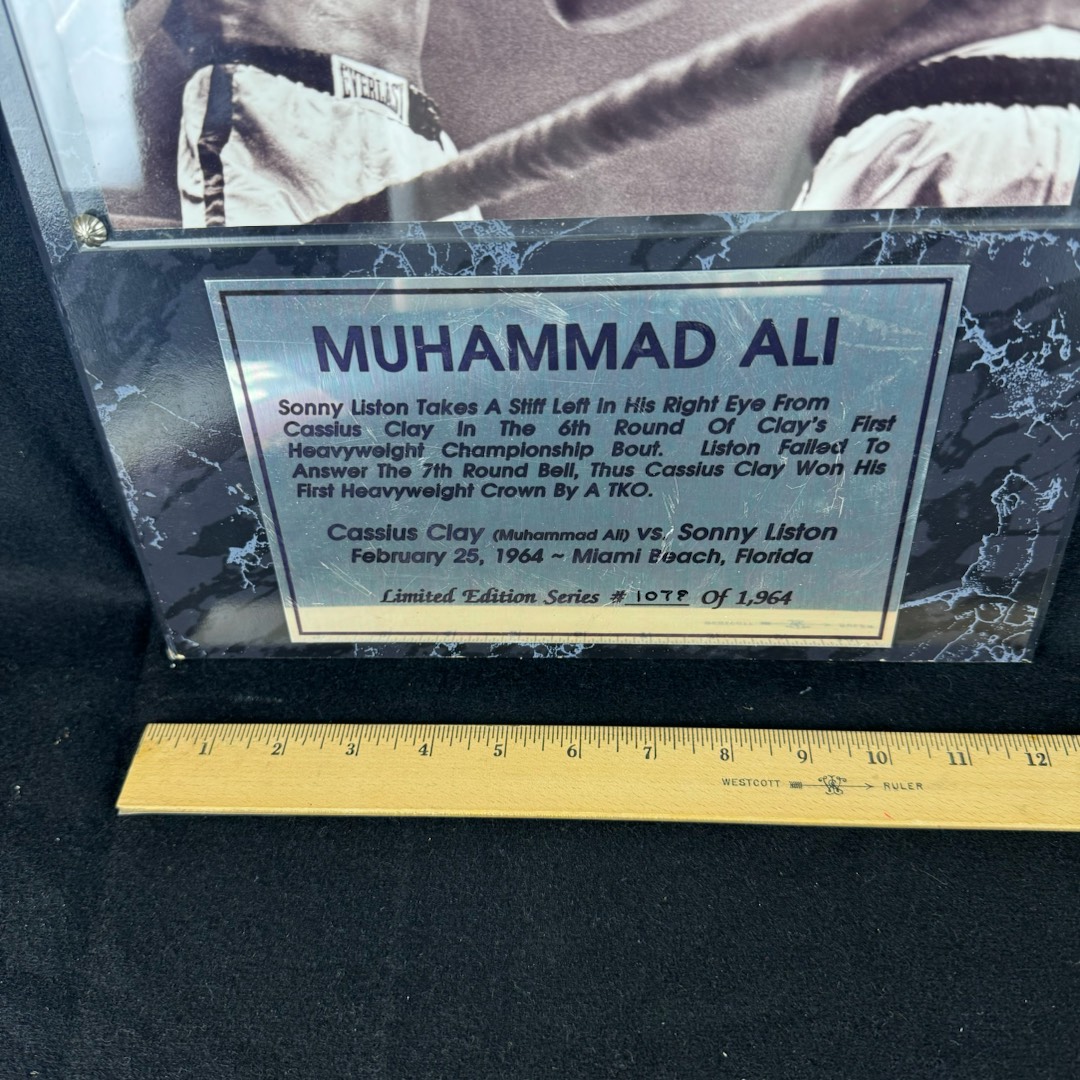 EVERLAST
MUHAMMAD ALI
Sonny Liston Takes A Stiff Left In His Right Eye From
Cassius Clay In The 6th Round Of Clay's First
Heavyweight Championship Bout. Liston Failed To
Answer The 7th Round Bell, Thus Cassius Clay Won His
First Heavyweight Crown By A TKO.
Cassius Clay (Muhammad Ali) vs. Sonny Liston
February 25, 1964 ~ Miami Beach, Florida
Limited Edition Series # 1078 Of 1,964
1 2 3 4 5 6 7 8 9 10 11 12
WESTCOTT RULER